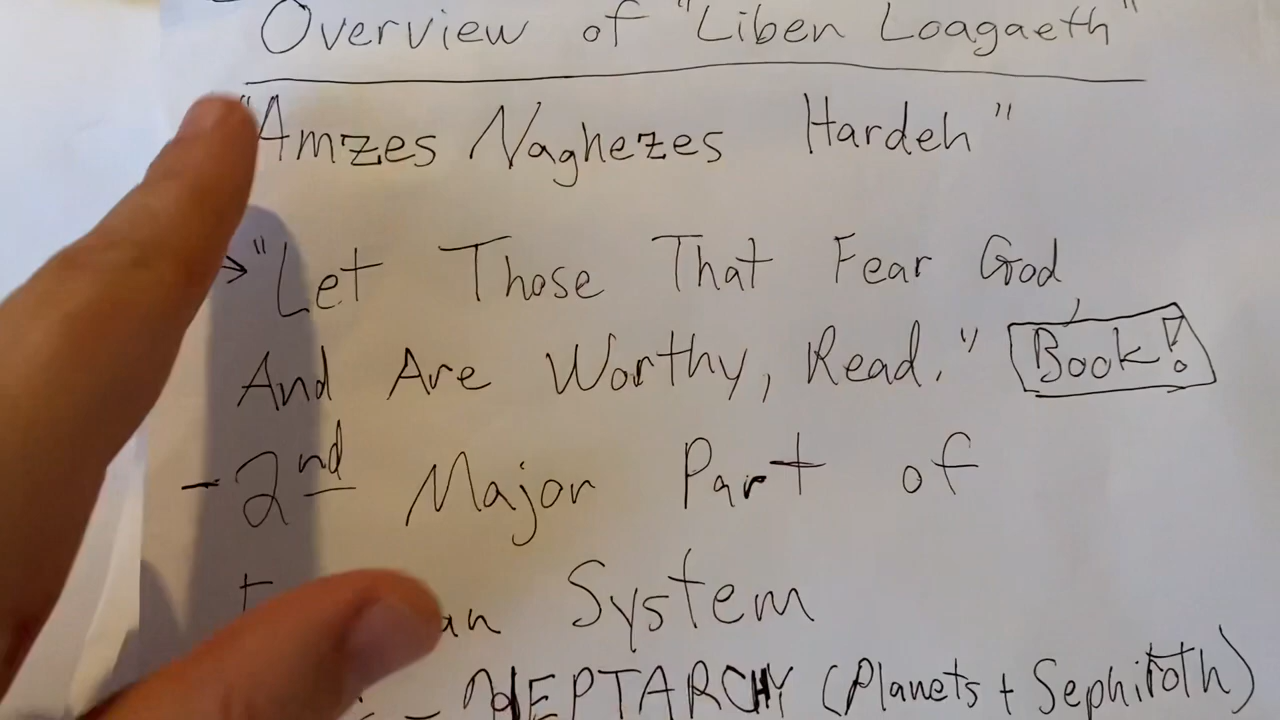 Overview of "Liben Loagaeth"
"Amzes Naghezes Hardeh"
→ "Let Those That Fear God
And Are Worthy, Read." Book!
- 2nd Major Part of
System
HEPTARCHY (Planets + Sephiroth)